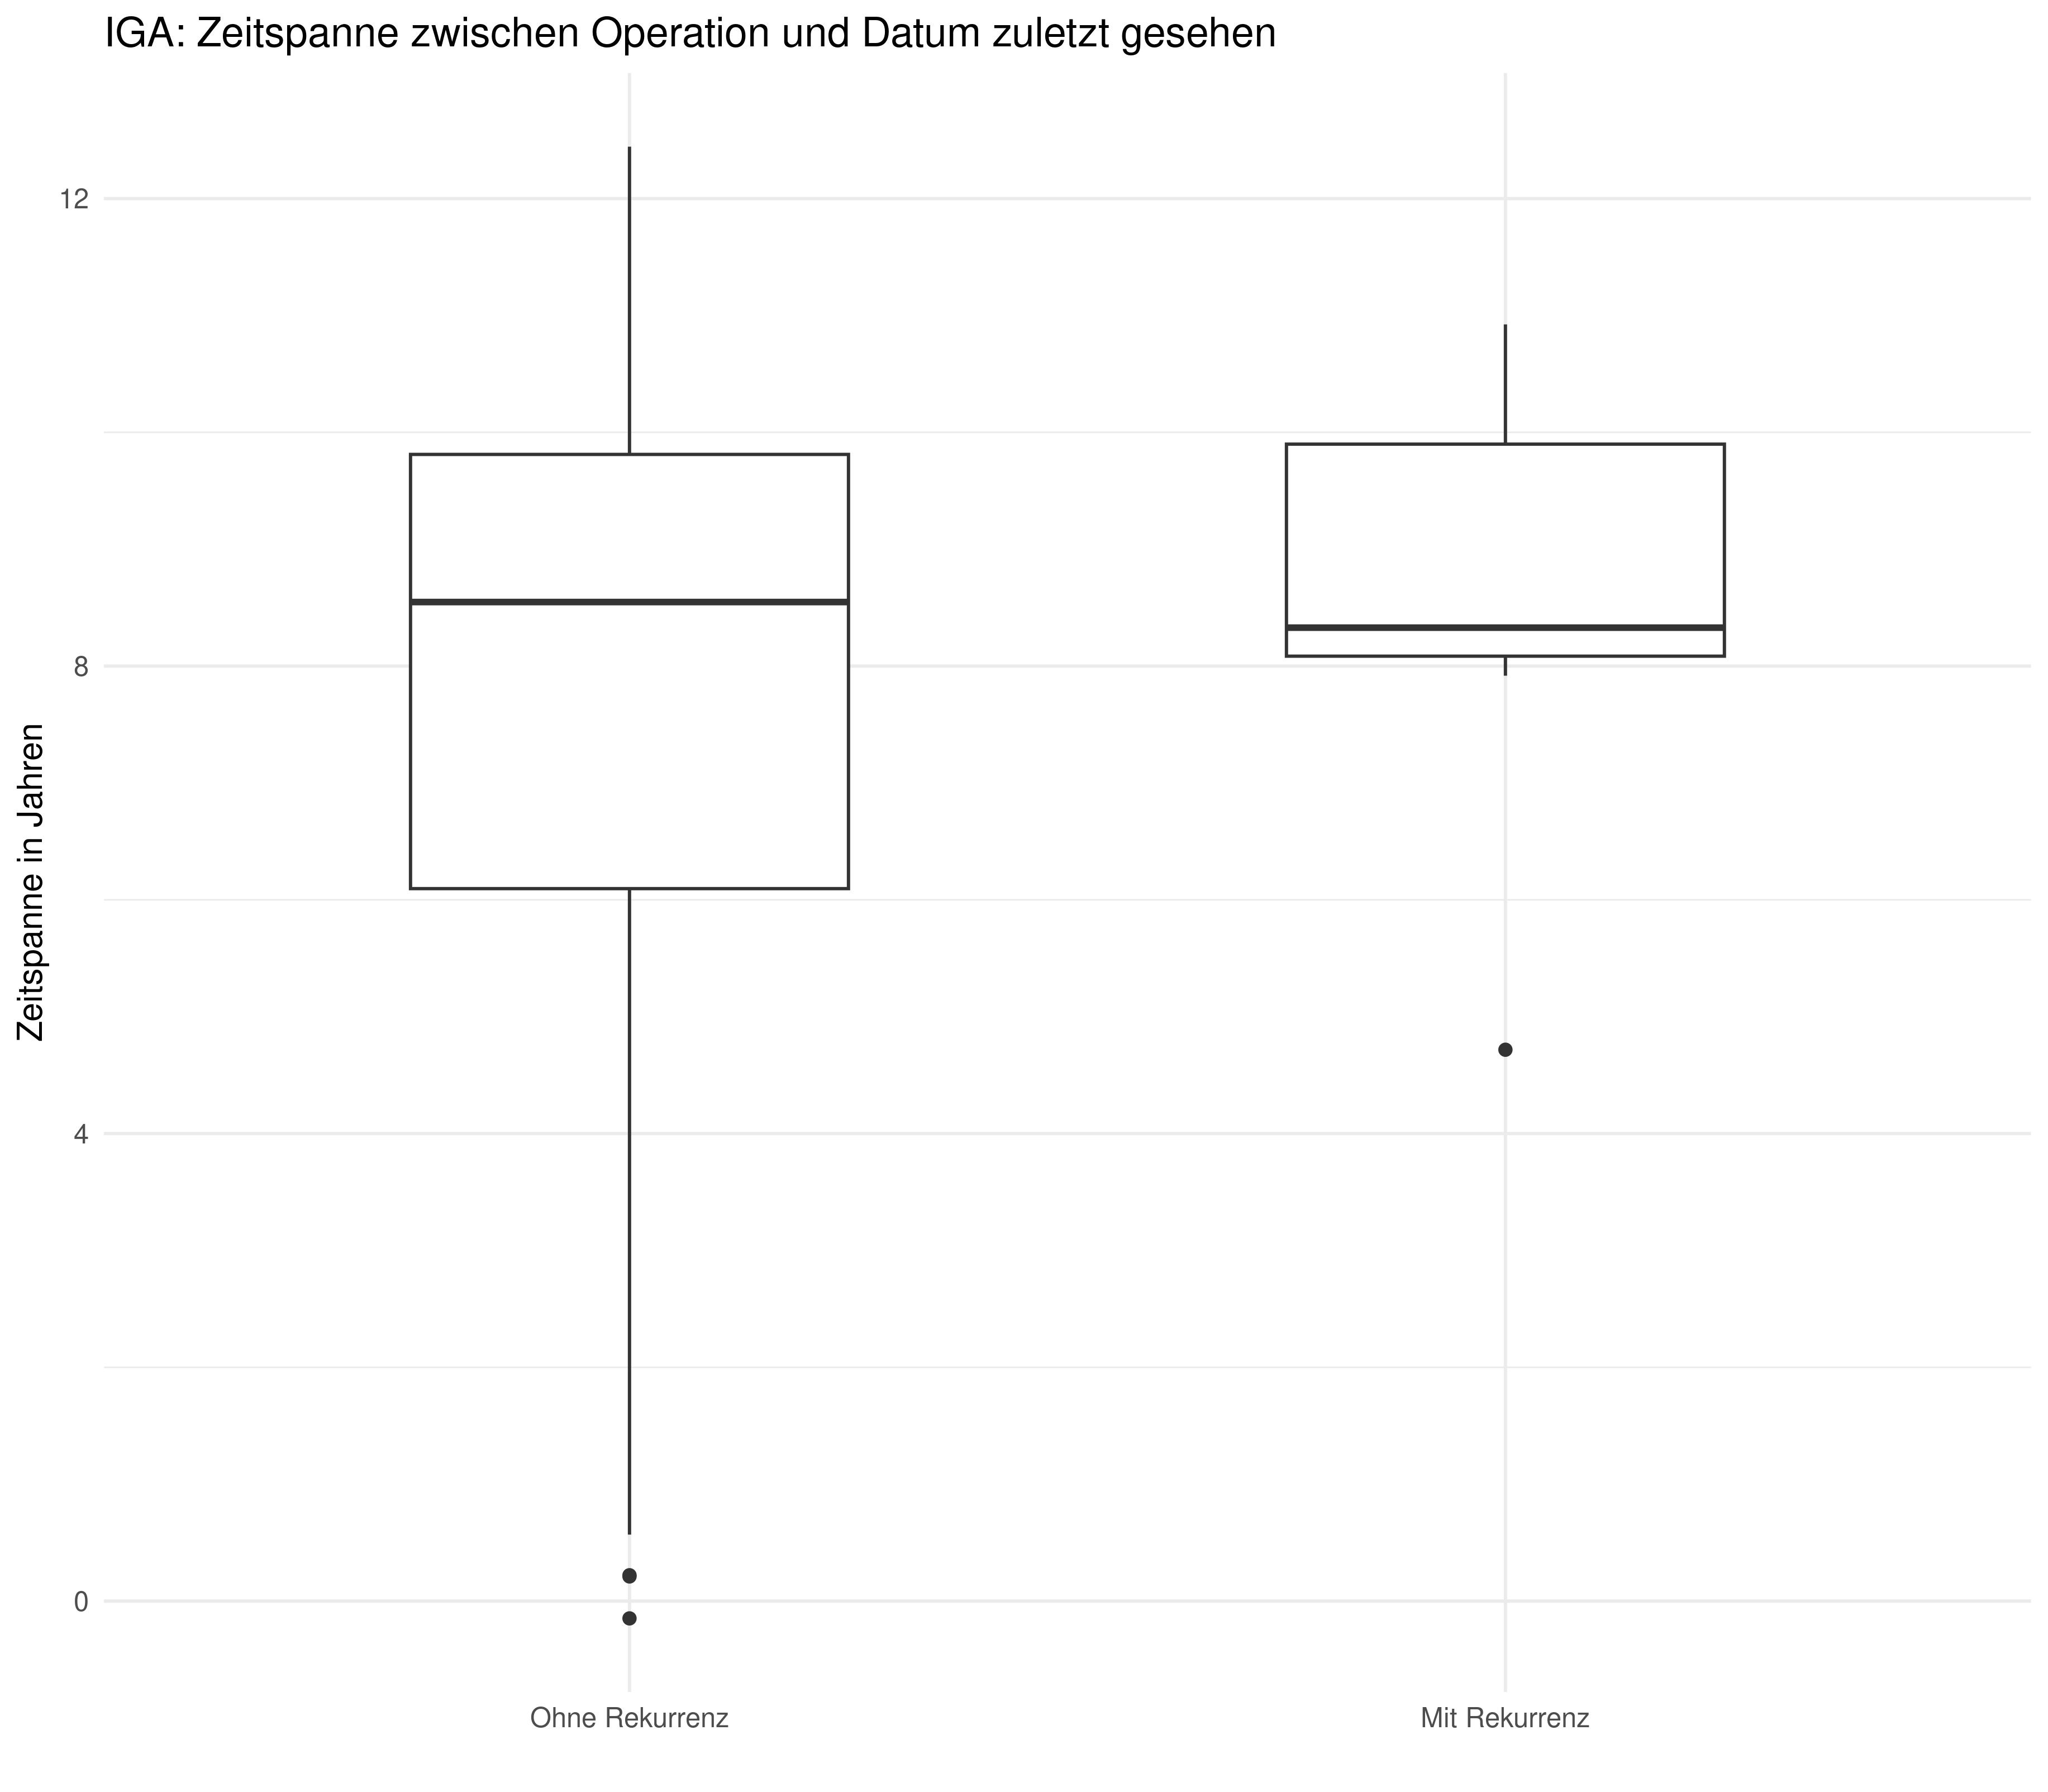 IGA: Zeitspanne zwischen Operation und Datum zuletzt gesehen
Zeitspanne in Jahren
12
8
4
0
Ohne Rekurrenz
Mit Rekurrenz